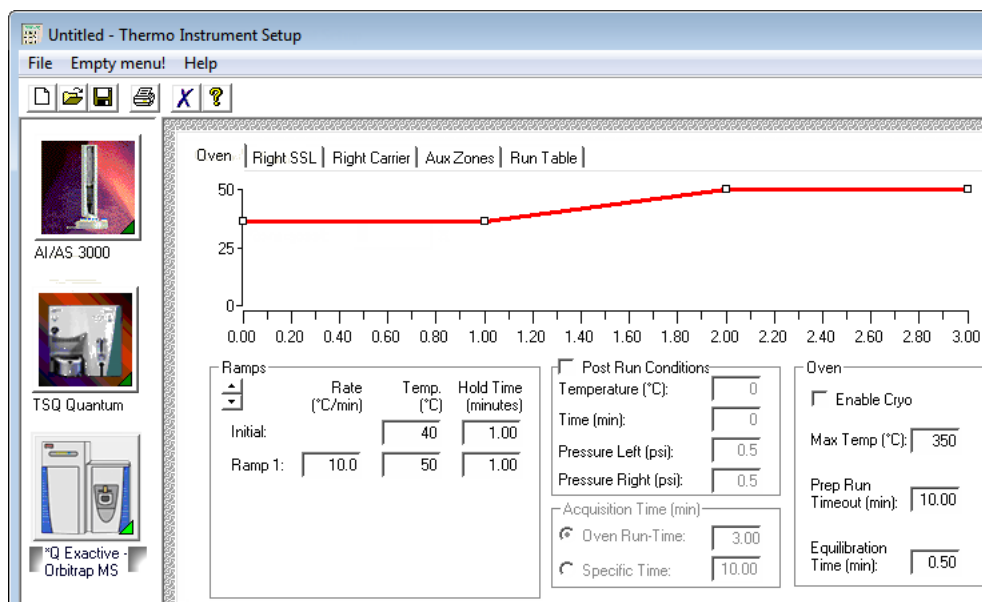 Untitled - Thermo Instrument Setup
File Empty menu! Help
AI/AS 3000
TSQ Quantum
*Q Exactive -
Orbitrap MS
Oven Right SSL Right Carrier Aux Zones Run Table
50
25
0
0.00 0.20 0.40 0.60 0.80 1.00 1.20 1.40 1.60 1.80 2.00 2.20 2.40 2.60 2.80 3.00
Ramps
Rate Temp. Hold Time
(°C/min) (°C) (minutes)
Initial: 40 1.00
Ramp 1: 10.0 50 1.00
Post Run Conditions
Temperature (°C): 0
Time (min): 0
Pressure Left (psi): 0.5
Pressure Right (psi): 0.5
Acquisition Time (min)
Oven Run-Time: 3.00
Specific Time: 10.00
Oven
Enable Cryo
Max Temp (°C): 350
Prep Run
Timeout (min): 10.00
Equilibration
Time (min): 0.50